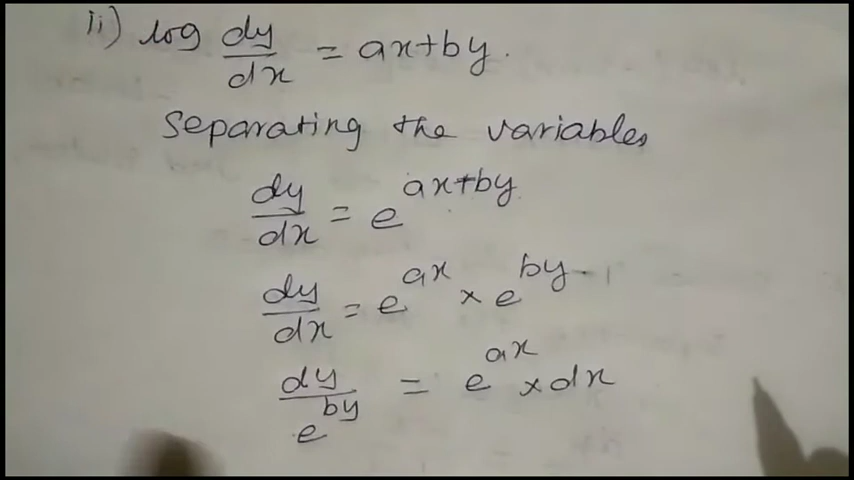 ii) log dy/dx = ax+by.
Separating the variables
dy/dx = e^ax+by
dy/dx = e^ax × e^by
dy/e^by = e^ax × dx